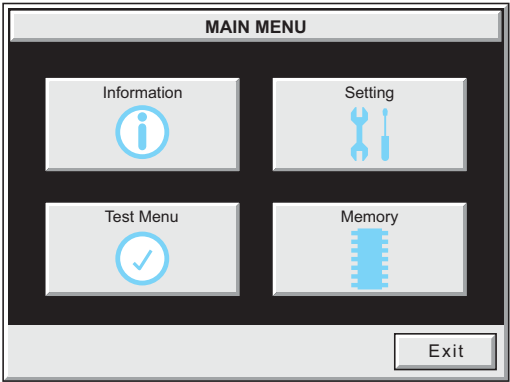 MAIN MENU
Information
Setting
Test Menu
Memory
Exit